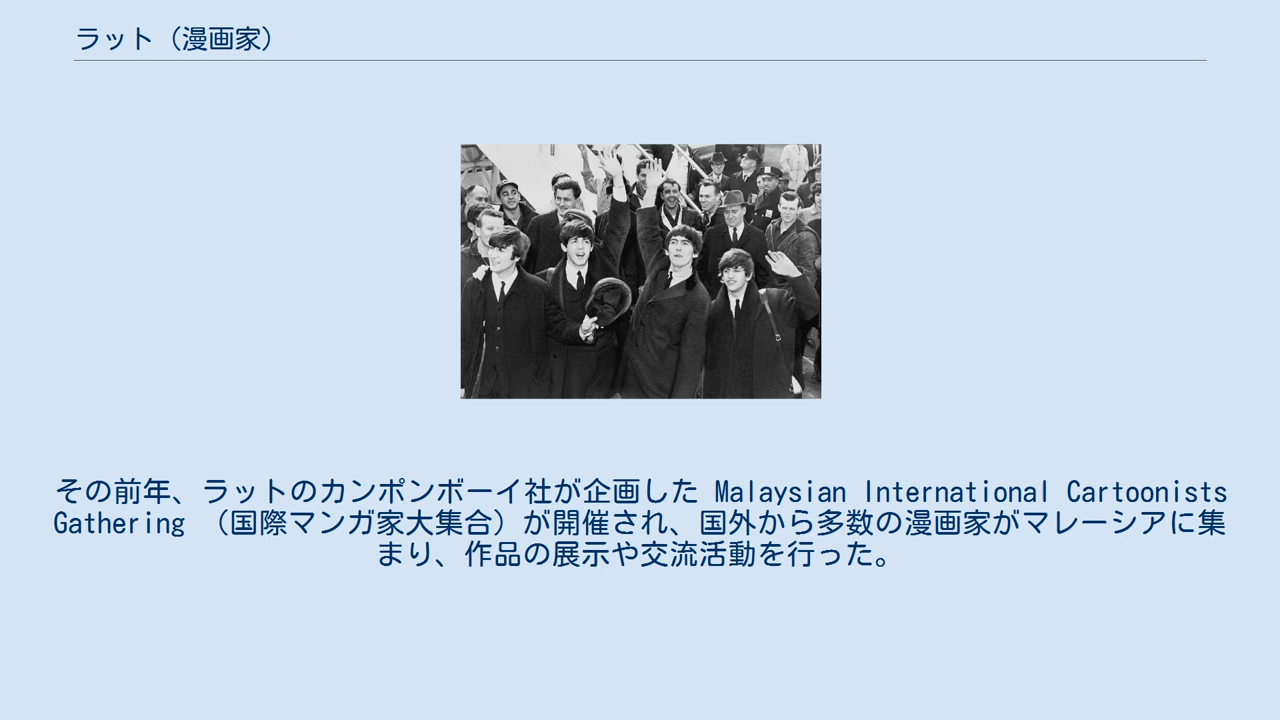 ラット（漫画家）
その前年、ラットのカンポンボーイ社が企画した Malaysian International Cartoonists
Gathering （国際マンガ家大集合）が開催され、国外から多数の漫画家がマレーシアに集
まり、作品の展示や交流活動を行った。